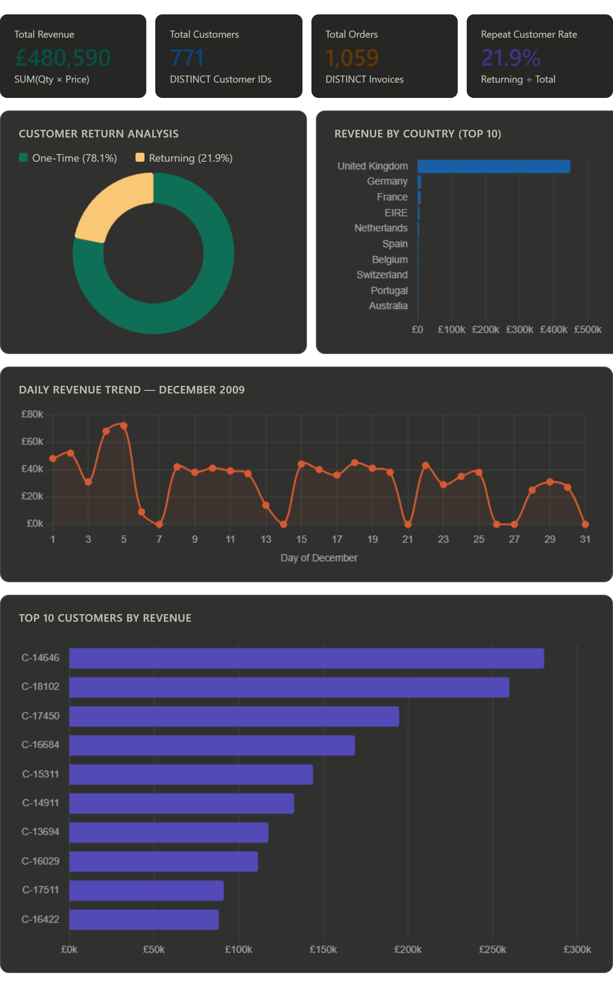 Total Revenue
£480,590
SUM(Qty × Price)
Total Customers
771
DISTINCT Customer IDs
Total Orders
1,059
DISTINCT Invoices
Repeat Customer Rate
21.9%
Returning ÷ Total
CUSTOMER RETURN ANALYSIS
One-Time (78.1%)
Returning (21.9%)
REVENUE BY COUNTRY (TOP 10)
United Kingdom
Germany
France
EIRE
Netherlands
Spain
Belgium
Switzerland
Portugal
Australia
£0 £100k £200k £300k £400k £500k
DAILY REVENUE TREND — DECEMBER 2009
£80k
£60k
£40k
£20k
£0k
1 3 5 7 9 11 13 15 17 19 21 23 25 27 29 31
Day of December
TOP 10 CUSTOMERS BY REVENUE
C-14646
C-18102
C-17450
C-16684
C-15311
C-14911
C-13694
C-16029
C-17511
C-16422
£0k £50k £100k £150k £200k £250k £300k